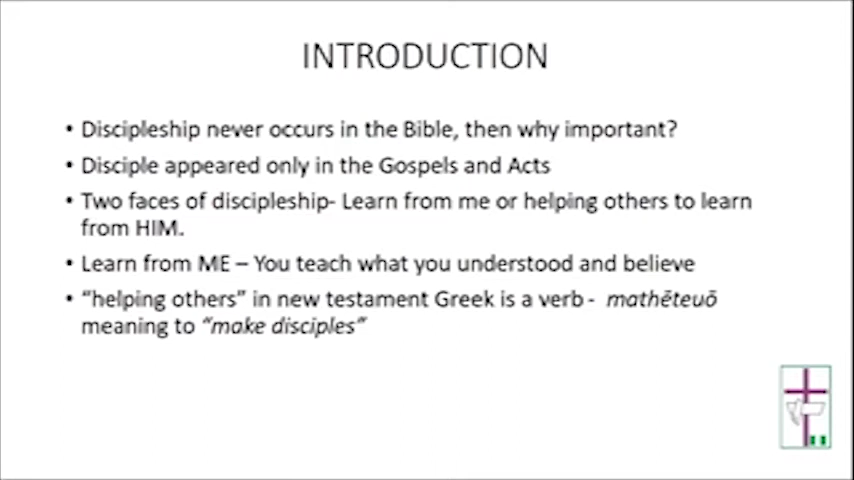 INTRODUCTION
• Discipleship never occurs in the Bible, then why important?
• Disciple appeared only in the Gospels and Acts
• Two faces of discipleship- Learn from me or helping others to learn
from HIM.
• Learn from ME – You teach what you understood and believe
• “helping others” in new testament Greek is a verb - mathēteuō
meaning to “make disciples”